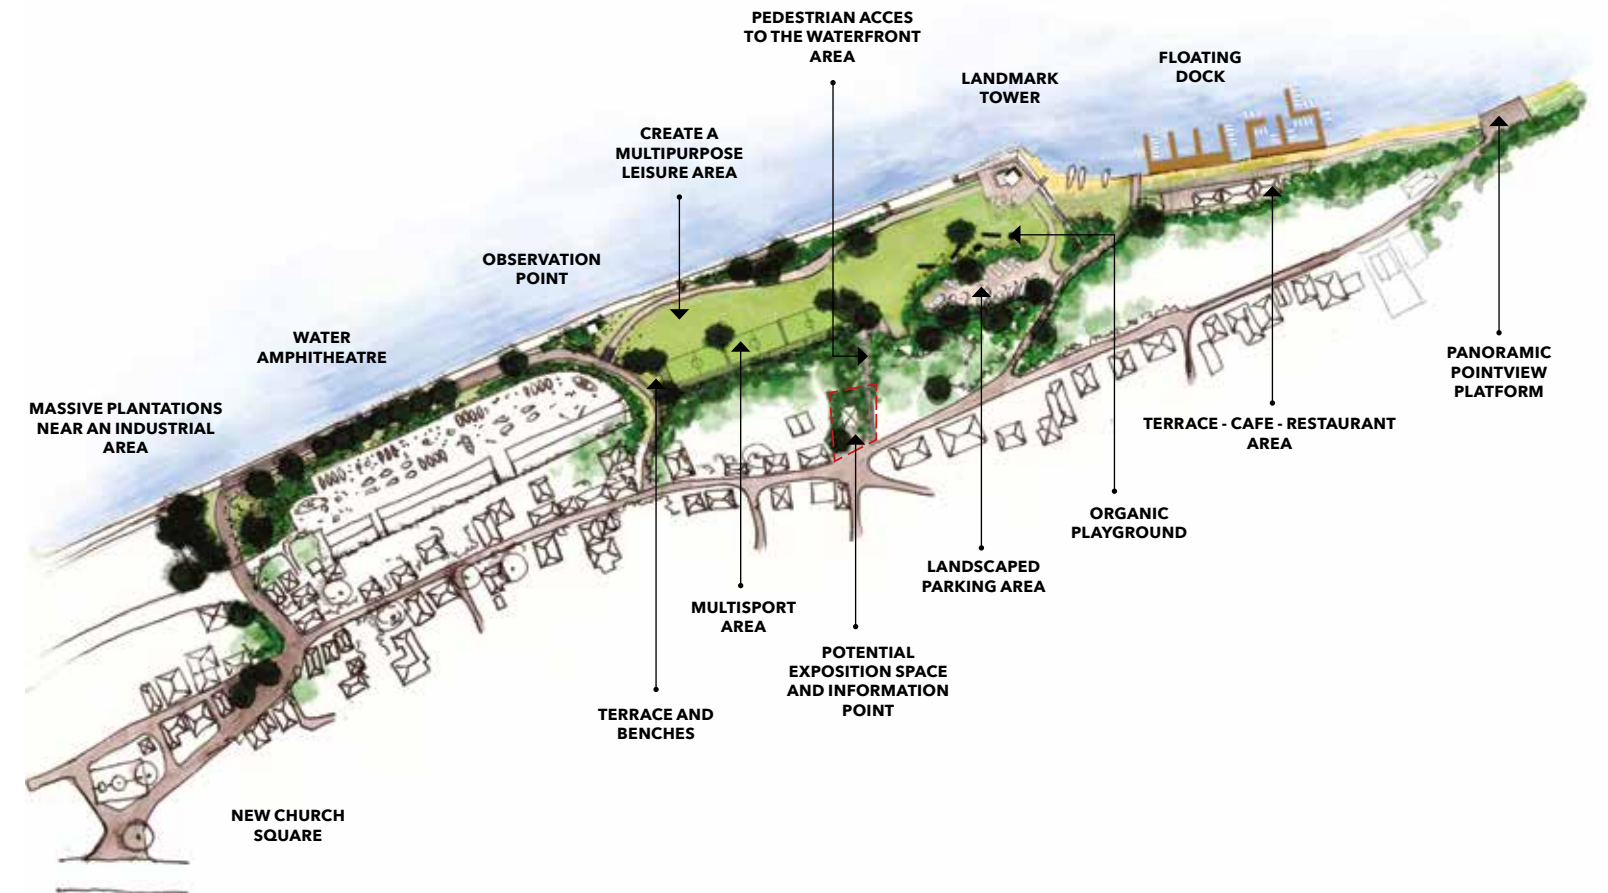 PEDESTRIAN ACCES
TO THE WATERFRONT
AREA
FLOATING
DOCK
LANDMARK
TOWER
CREATE A
MULTIPURPOSE
LEISURE AREA
OBSERVATION
POINT
WATER
AMPHITHEATRE
MASSIVE PLANTATIONS
NEAR AN INDUSTRIAL
AREA
PANORAMIC
POINTVIEW
PLATFORM
TERRACE - CAFE - RESTAURANT
AREA
ORGANIC
PLAYGROUND
LANDSCAPED
PARKING AREA
MULTISPORT
AREA
POTENTIAL
EXPOSITION SPACE
AND INFORMATION
POINT
TERRACE AND
BENCHES
NEW CHURCH
SQUARE